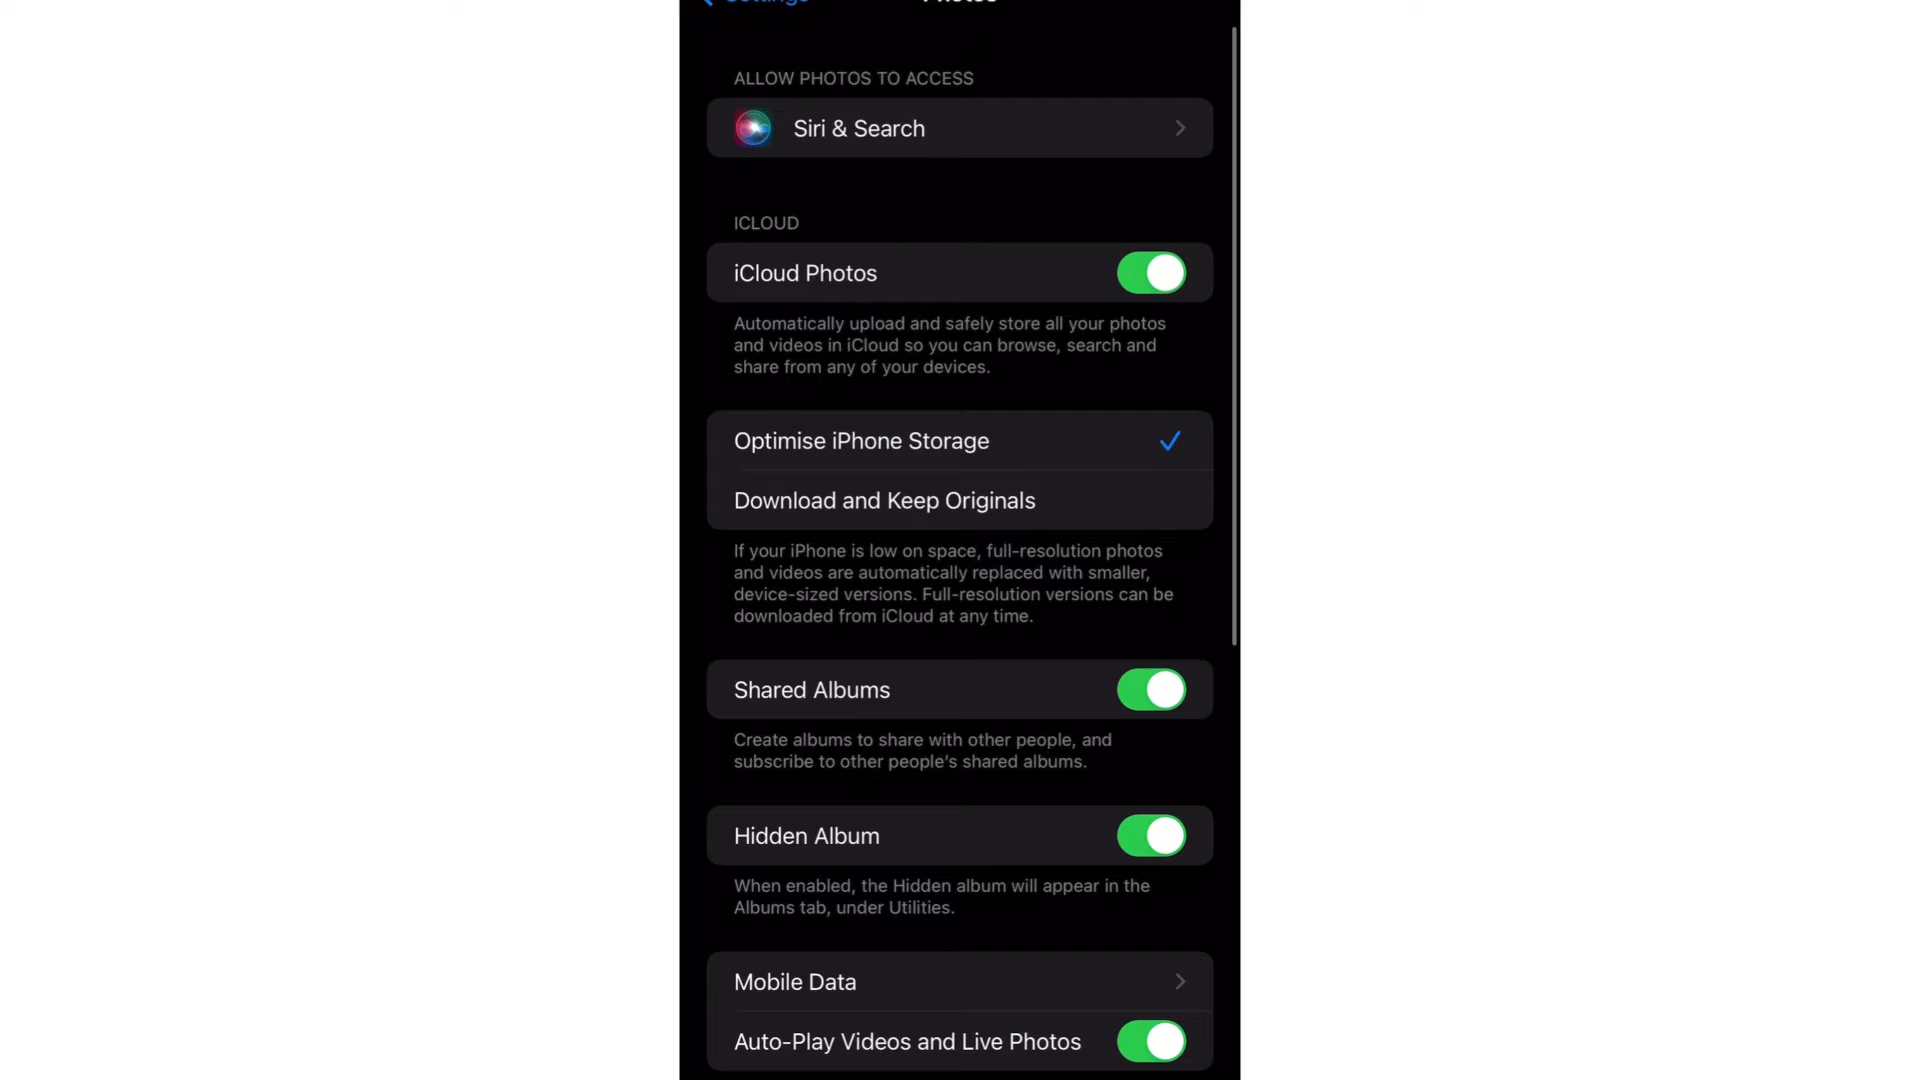 Settings
Photos
ALLOW PHOTOS TO ACCESS
Siri & Search
ICLOUD
iCloud Photos
Automatically upload and safely store all your photos
and videos in iCloud so you can browse, search and
share from any of your devices.
Optimise iPhone Storage
Download and Keep Originals
If your iPhone is low on space, full-resolution photos
and videos are automatically replaced with smaller,
device-sized versions. Full-resolution versions can be
downloaded from iCloud at any time.
Shared Albums
Create albums to share with other people, and
subscribe to other people’s shared albums.
Hidden Album
When enabled, the Hidden album will appear in the
Albums tab, under Utilities.
Mobile Data
Auto-Play Videos and Live Photos